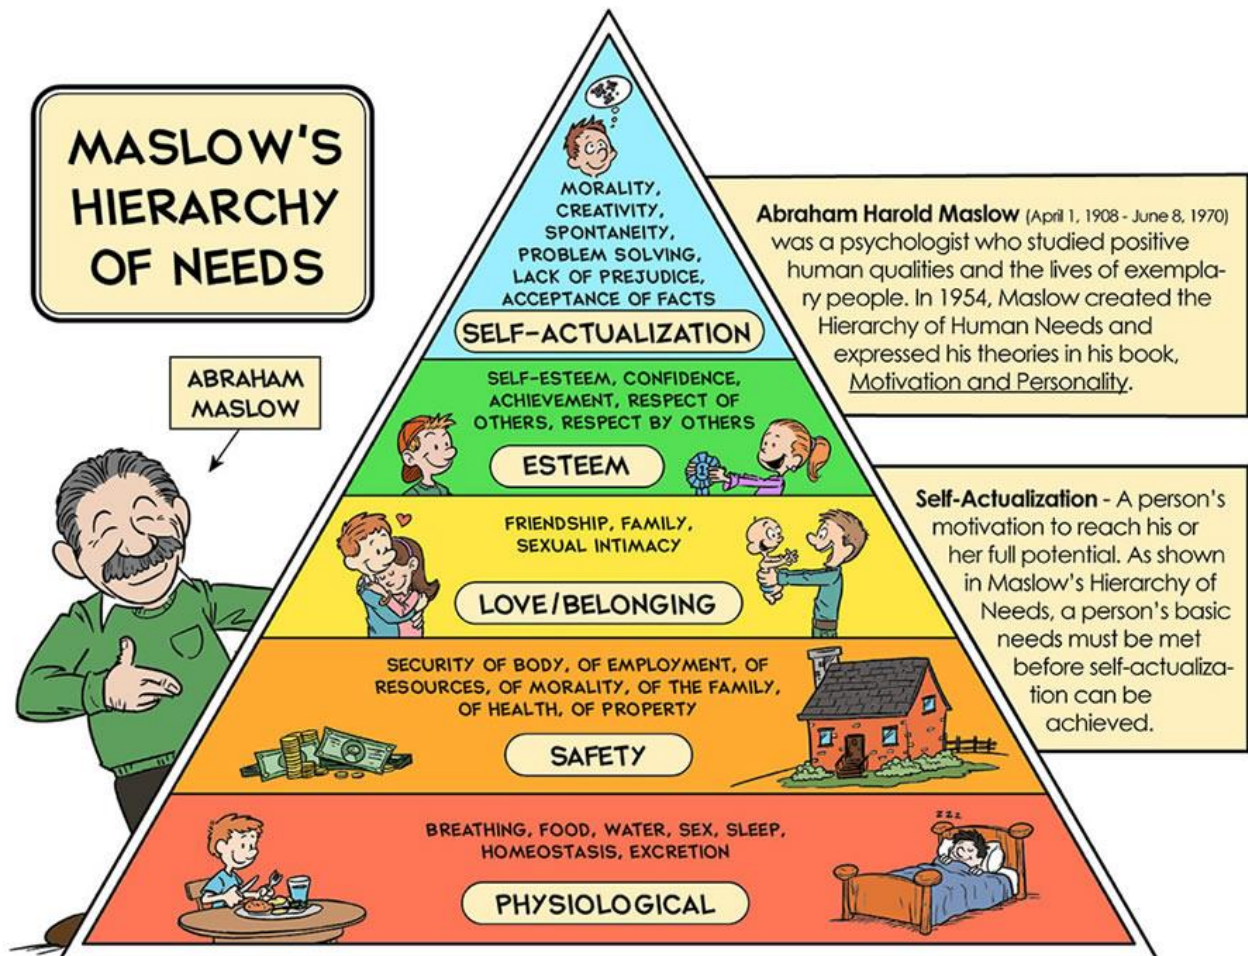 MASLOW'S
HIERARCHY
OF NEEDS
ABRAHAM
MASLOW
MORALITY,
CREATIVITY,
SPONTANEITY,
PROBLEM SOLVING,
LACK OF PREJUDICE,
ACCEPTANCE OF FACTS
SELF-ACTUALIZATION
SELF-ESTEEM, CONFIDENCE,
ACHIEVEMENT, RESPECT OF
OTHERS, RESPECT BY OTHERS
ESTEEM
1
FRIENDSHIP, FAMILY,
SEXUAL INTIMACY
LOVE/BELONGING
SECURITY OF BODY, OF EMPLOYMENT, OF
RESOURCES, OF MORALITY, OF THE FAMILY,
OF HEALTH, OF PROPERTY
SAFETY
BREATHING, FOOD, WATER, SEX, SLEEP,
HOMEOSTASIS, EXCRETION
PHYSIOLOGICAL
zzz
Abraham Harold Maslow (April 1, 1908 - June 8, 1970)
was a psychologist who studied positive
human qualities and the lives of exempla-
ry people. In 1954, Maslow created the
Hierarchy of Human Needs and
expressed his theories in his book,
Motivation and Personality.
Self-Actualization - A person's
motivation to reach his or
her full potential. As shown
in Maslow's Hierarchy of
Needs, a person's basic
needs must be met
before self-actualiza-
tion can be
achieved.